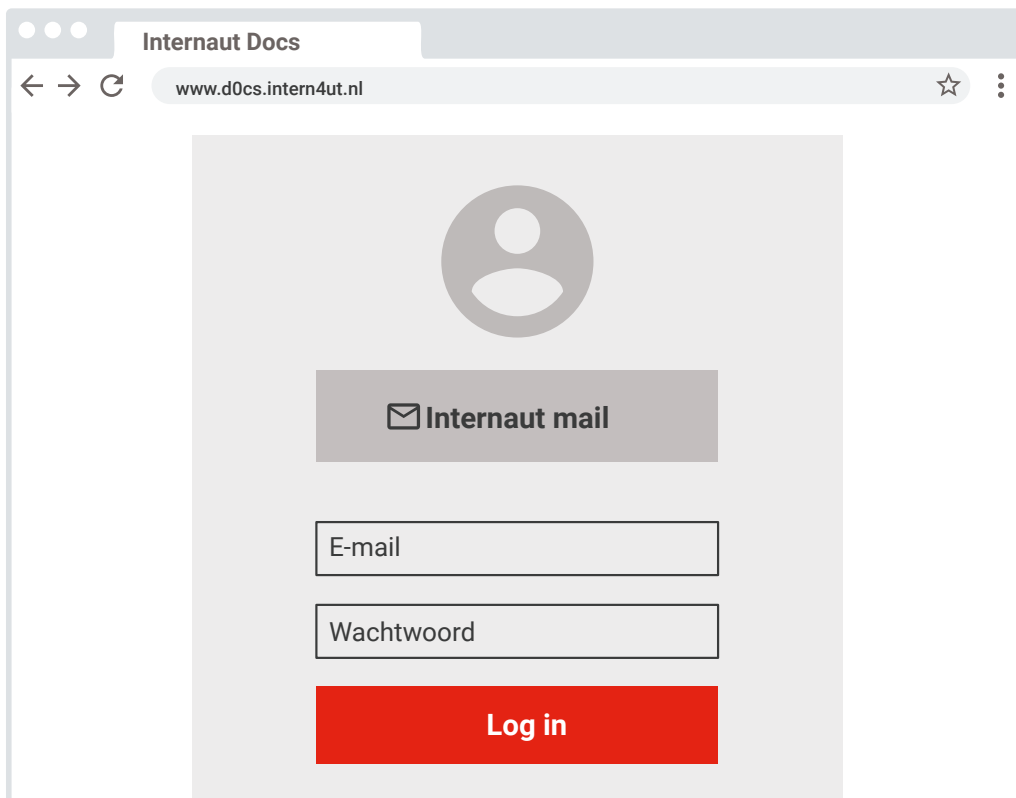 Internaut Docs
www.d0cs.intern4ut.nl
Internaut mail
E-mail
Wachtwoord
Log in